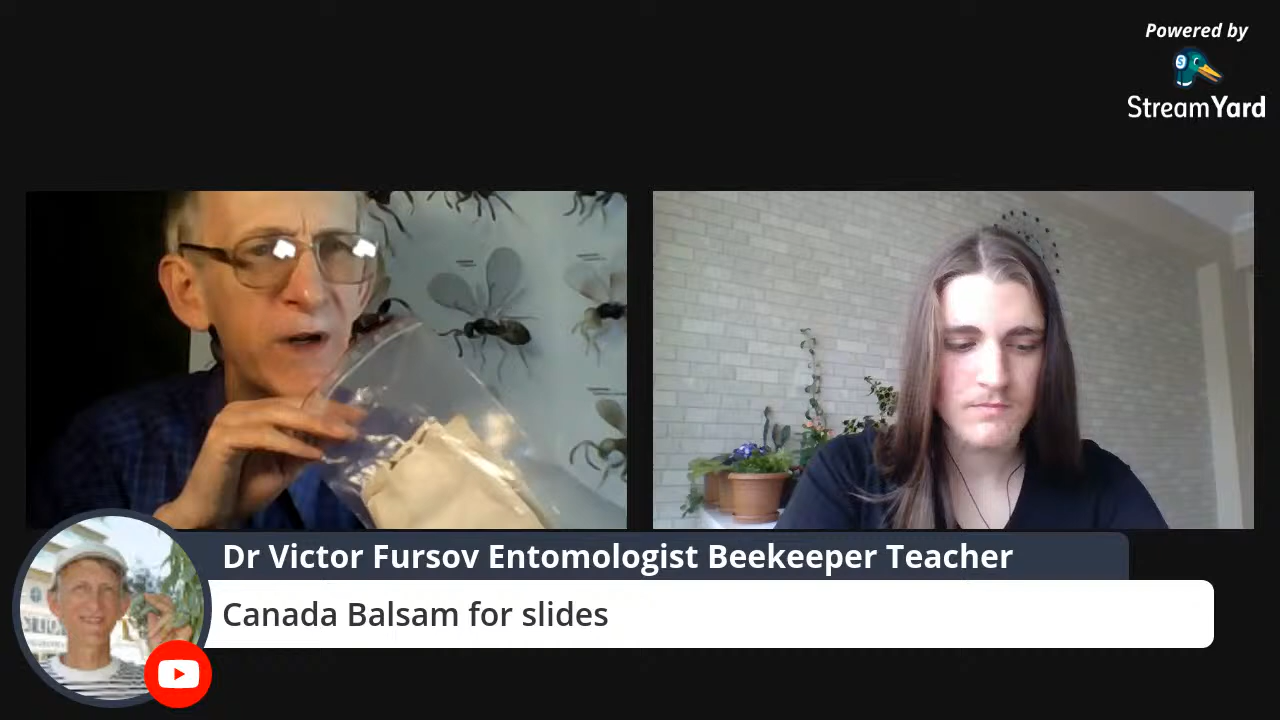 Powered by
StreamYard
Dr Victor Fursov Entomologist Beekeeper Teacher
Canada Balsam for slides